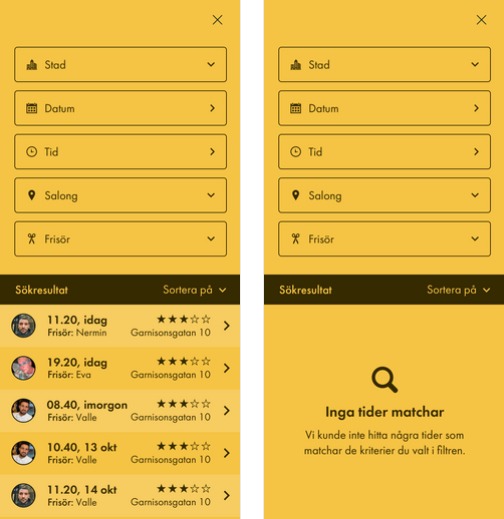 Stad
Datum
Tid
Salong
Frisör
Sökresultat Sortera på
11.20, idag
Frisör: Nermin Garnisonsgatan 10
19.20, idag
Frisör: Eva Garnisonsgatan 10
08.40, imorgon
Frisör: Valle Garnisonsgatan 10
10.40, 13 okt
Frisör: Valle Garnisonsgatan 10
11.20, 14 okt
Frisör: Valle Garnisonsgatan 10
Stad
Datum
Tid
Salong
Frisör
Sökresultat Sortera på
Inga tider matchar
Vi kunde inte hitta några tider som
matchar de kriterier du valt i filtren.